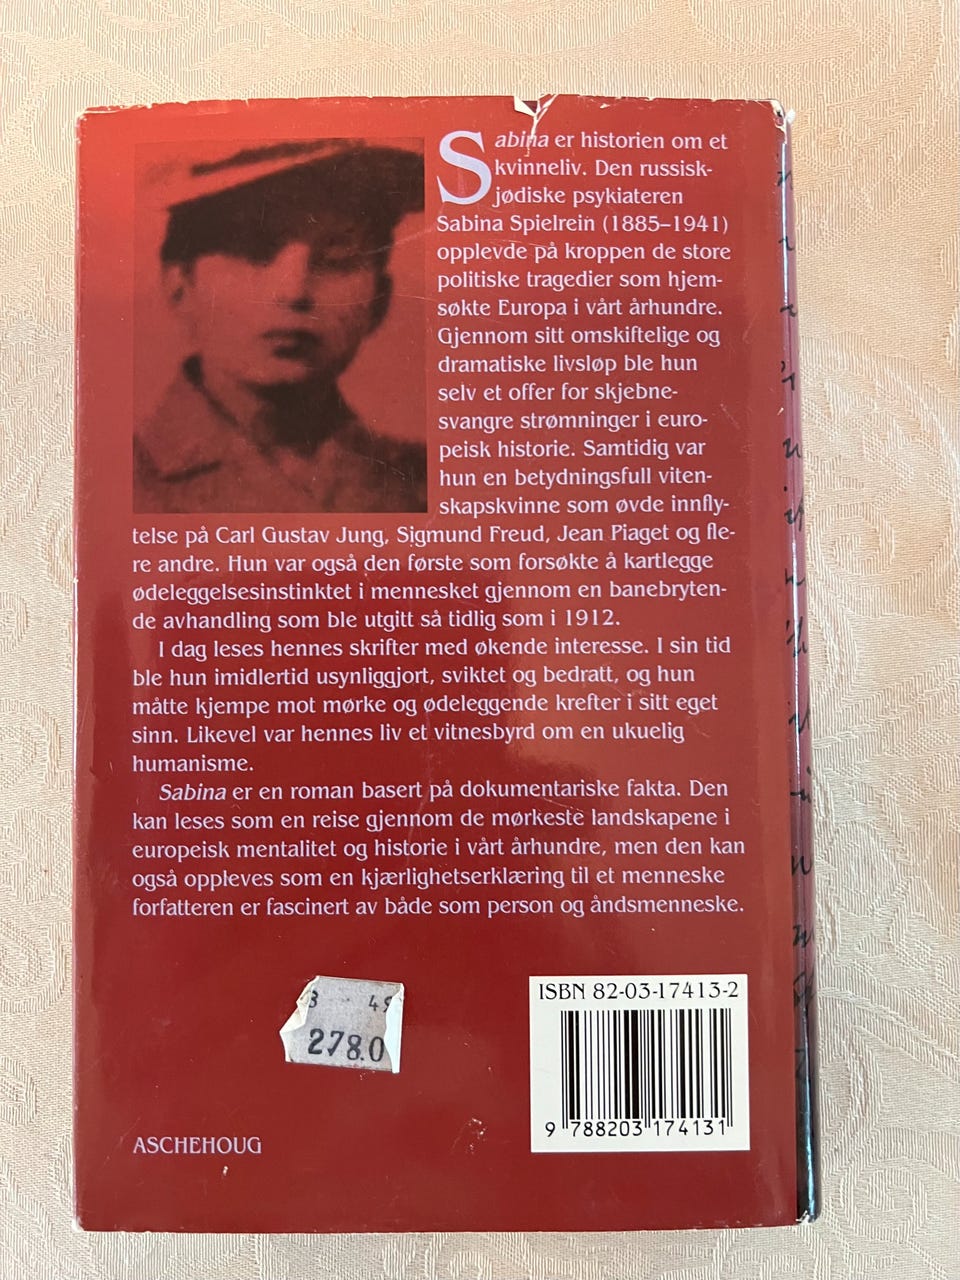 Sabina er historien om et
kvinneliv. Den russisk-
jødiske psykiateren
Sabina Spielrein (1885–1941)
opplevde på kroppen de store
politiske tragedier som hjem-
søkte Europa i vårt århundre.
Gjennom sitt omskiftelige og
dramatiske livsløp ble hun
selv et offer for skjebne-
svangre strømninger i euro-
peisk historie. Samtidig var
hun en betydningsfull viten-
skapskvinne som øvde innfly-
telse på Carl Gustav Jung, Sigmund Freud, Jean Piaget og fle-
re andre. Hun var også den første som forsøkte å kartlegge
ødeleggelsesinstinktet i mennesket gjennom en banebryten-
de avhandling som ble utgitt så tidlig som i 1912.
I dag leses hennes skrifter med økende interesse. I sin tid
ble hun imidlertid usynliggjort, sviktet og bedratt, og hun
måtte kjempe mot mørke og ødeleggende krefter i sitt eget
sinn. Likevel var hennes liv et vitnesbyrd om en ukuelig
humanisme.
Sabina er en roman basert på dokumentariske fakta. Den
kan leses som en reise gjennom de mørkeste landskapene i
europeisk mentalitet og historie i vårt århundre, men den kan
også oppleves som en kjærlighetserklæring til et menneske
forfatteren er fascinert av både som person og åndsmenneske.
3 49
278.0
ISBN 82-03-17413-2
9 788203 174131
ASCHEHOUG